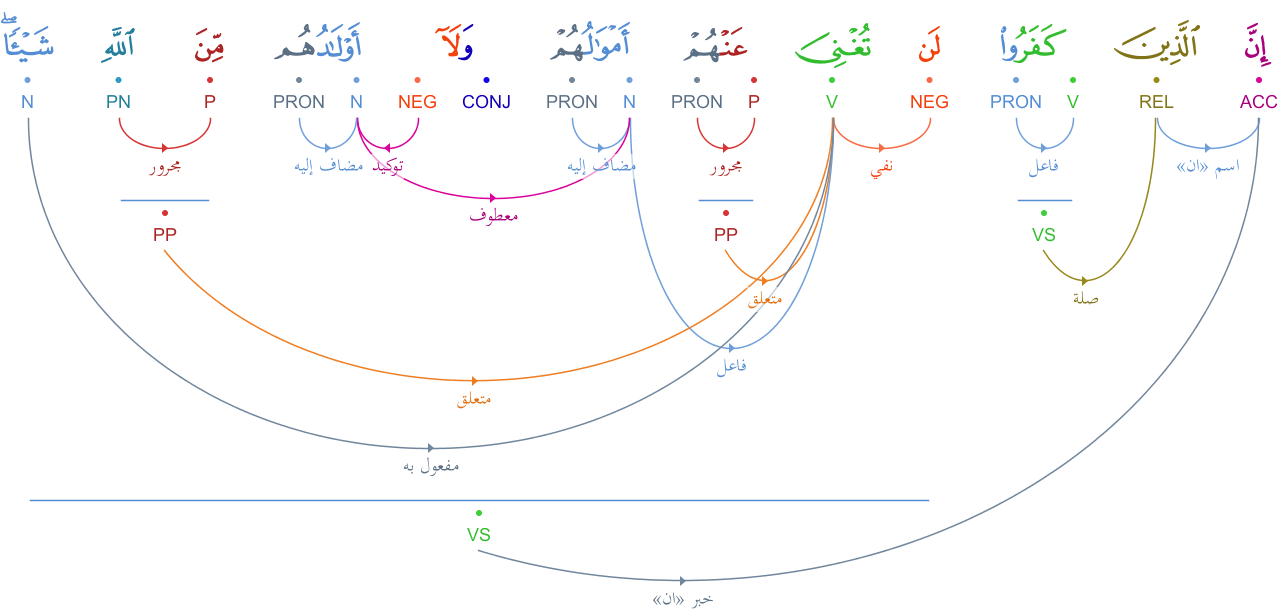 إِنَّ ٱلَّذِينَ كَفَرُوا۟ لَن تُغْنِىَ عَنْهُمْ أَمْوَٰلُهُمْ وَلَآ أَوْلَـٰدُهُم مِّنَ ٱللَّهِ شَيْـًٔا ۖ
ACC REL V PRON NEG V P PRON N PRON CONJ NEG N PRON P PN N
اسم «ان» فاعل نفي مجرور مضاف إليه توكيد مضاف إليه مجرور
معطوف
VS PP PP
صلة متعلق
فاعل
متعلق
مفعول به
VS
خبر «ان»